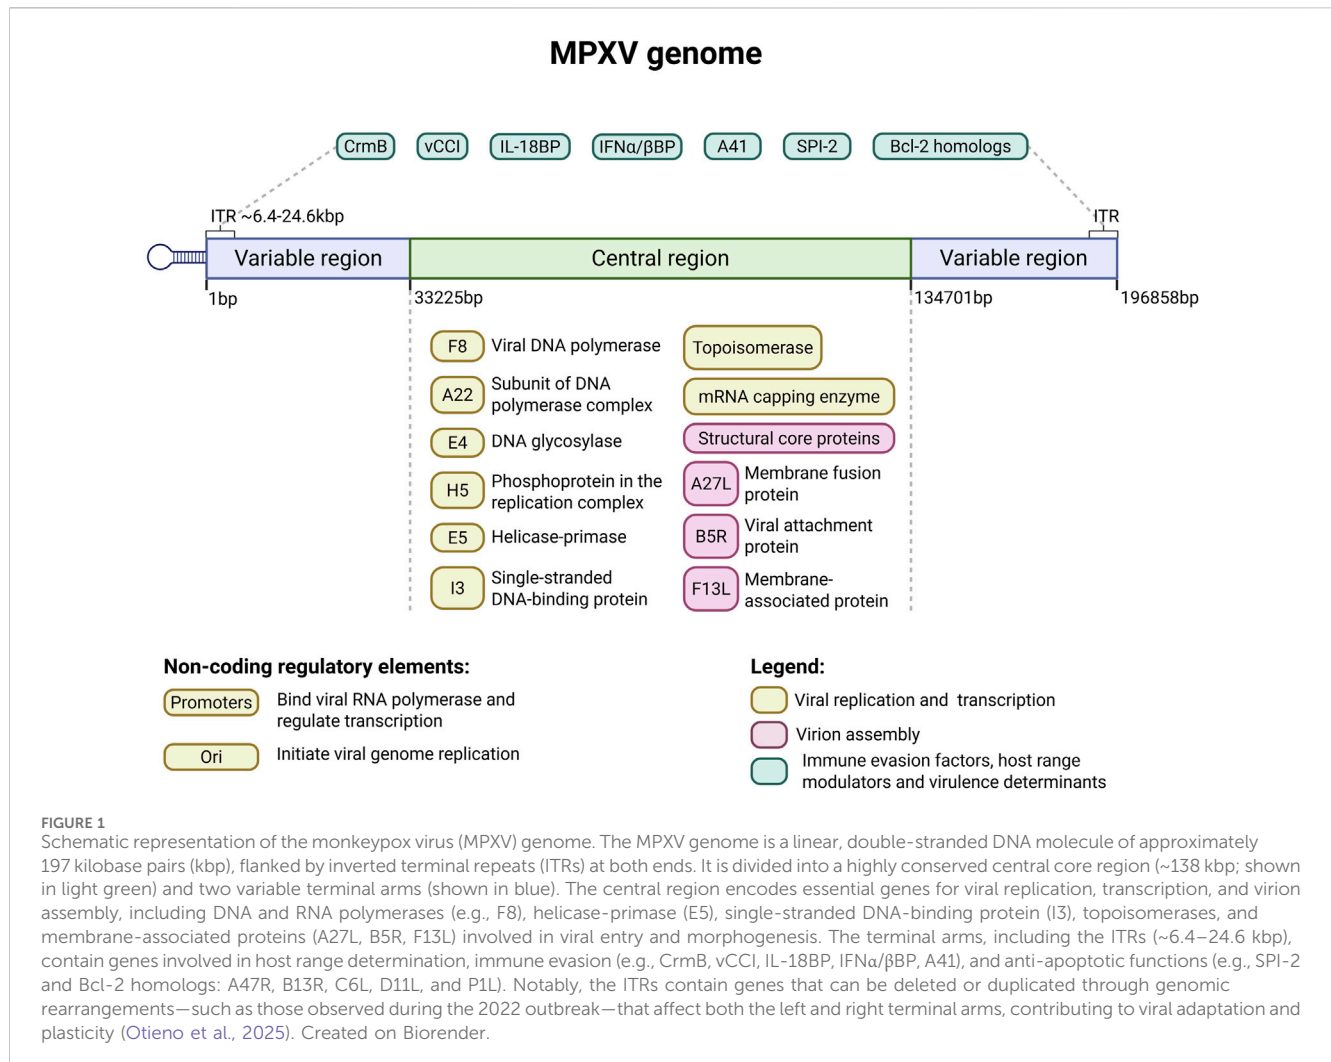 MPXV genome
CrmB
vCCI
IL-18BP
IFNα/βBP
A41
SPI-2
Bcl-2 homologs
ITR ~6.4-24.6kbp
ITR
Variable region
Central region
Variable region
1bp
33225bp
134701bp
196858bp
F8
Viral DNA polymerase
A22
Subunit of DNA
polymerase complex
E4
DNA glycosylase
H5
Phosphoprotein in the
replication complex
E5
Helicase-primase
I3
Single-stranded
DNA-binding protein
Topoisomerase
mRNA capping enzyme
Structural core proteins
A27L
Membrane fusion
protein
B5R
Viral attachment
protein
F13L
Membrane-
associated protein
Non-coding regulatory elements:
Promoters
Bind viral RNA polymerase and
regulate transcription
Ori
Initiate viral genome replication
Legend:
Viral replication and transcription
Virion assembly
Immune evasion factors, host range
modulators and virulence determinants
FIGURE 1
Schematic representation of the monkeypox virus (MPXV) genome. The MPXV genome is a linear, double-stranded DNA molecule of approximately
197 kilobase pairs (kbp), flanked by inverted terminal repeats (ITRs) at both ends. It is divided into a highly conserved central core region (~138 kbp; shown
in light green) and two variable terminal arms (shown in blue). The central region encodes essential genes for viral replication, transcription, and virion
assembly, including DNA and RNA polymerases (e.g., F8), helicase-primase (E5), single-stranded DNA-binding protein (I3), topoisomerases, and
membrane-associated proteins (A27L, B5R, F13L) involved in viral entry and morphogenesis. The terminal arms, including the ITRs (~6.4–24.6 kbp),
contain genes involved in host range determination, immune evasion (e.g., CrmB, vCCI, IL-18BP, IFNα/βBP, A41), and anti-apoptotic functions (e.g., SPI-2
and Bcl-2 homologs: A47R, B13R, C6L, D11L, and P1L). Notably, the ITRs contain genes that can be deleted or duplicated through genomic
rearrangements—such as those observed during the 2022 outbreak—that affect both the left and right terminal arms, contributing to viral adaptation and
plasticity (Otieno et al., 2025). Created on Biorender.